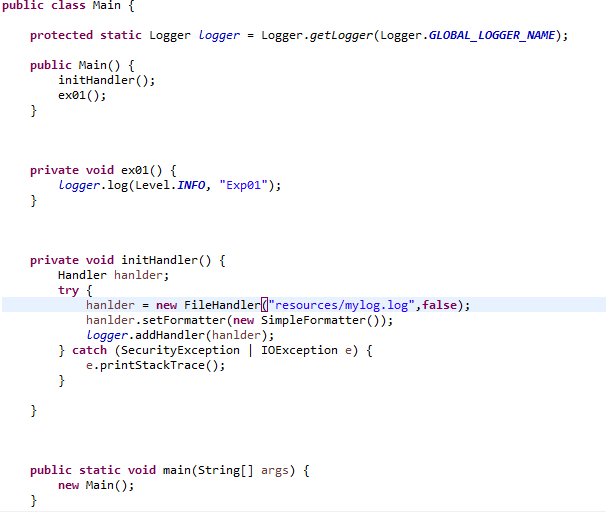 public class Main {
protected static Logger logger = Logger.getLogger(Logger.GLOBAL_LOGGER_NAME);
public Main() {
initHandler();
ex01();
}
private void ex01() {
logger.log(Level.INFO, "Exp01");
}
private void initHandler() {
Handler hanlder;
try {
hanlder = new FileHandler("resources/mylog.log",false);
hanlder.setFormatter(new SimpleFormatter());
logger.addHandler(hanlder);
} catch (SecurityException | IOException e) {
e.printStackTrace();
}
}
public static void main(String[] args) {
new Main();
}